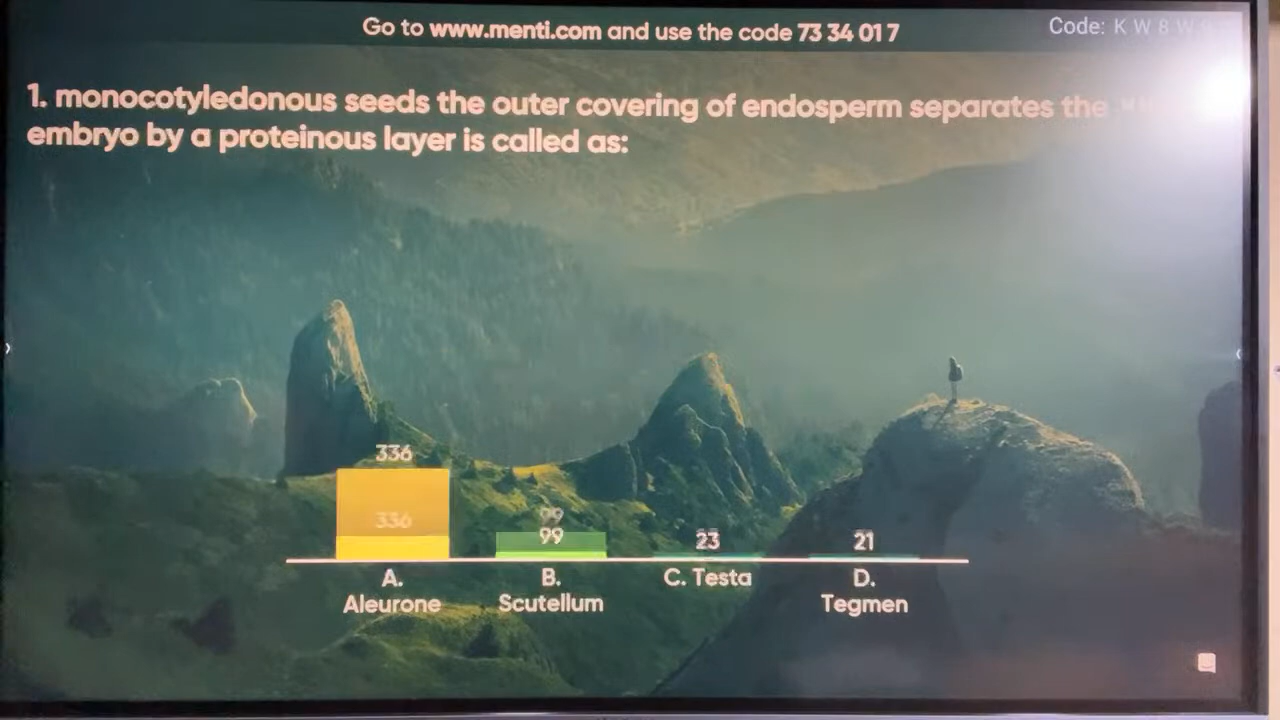 Go to www.menti.com and use the code 73 34 01 7
Code: K W 8 W
1. monocotyledonous seeds the outer covering of endosperm separates the
embryo by a proteinous layer is called as:
336
336
99
99
23
21
A.
Aleurone
B.
Scutellum
C. Testa
D.
Tegmen